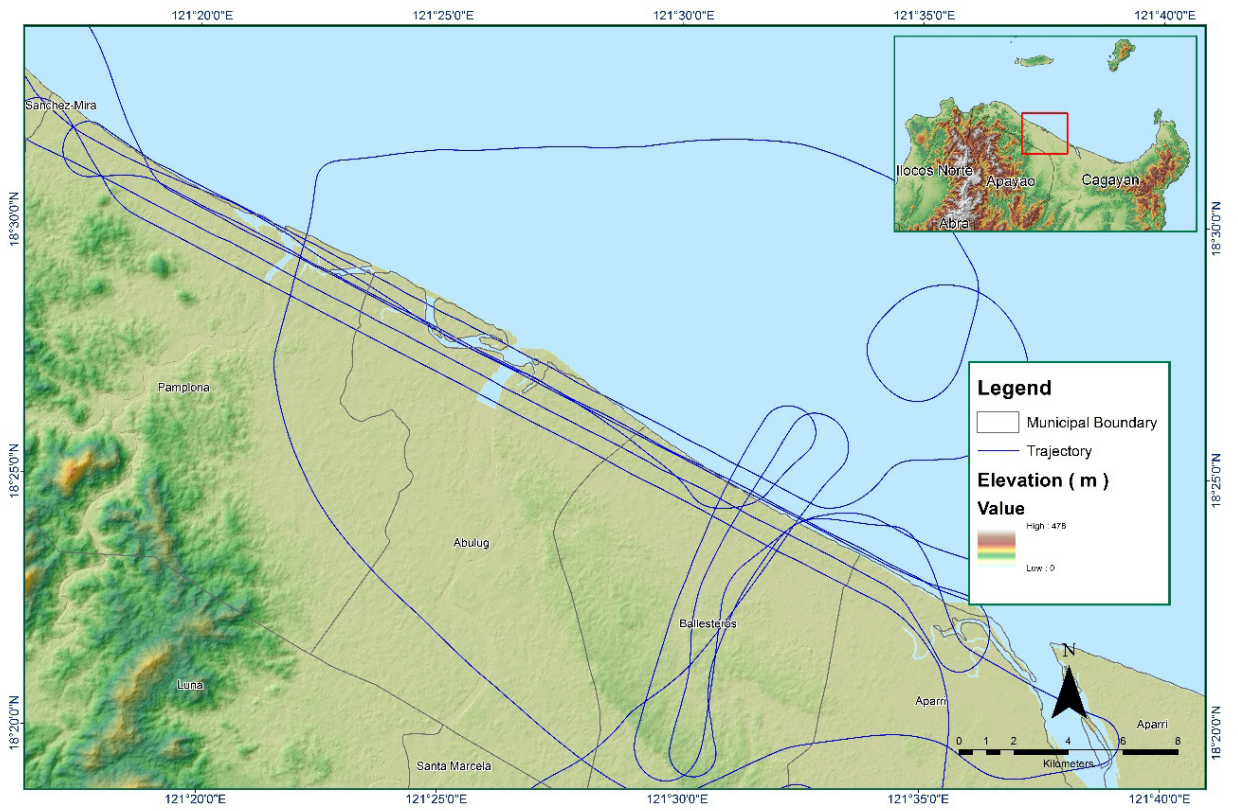 121°20'0"E
121°25'0"E
121°30'0"E
121°35'0"E
121°40'0"E
Sanchez-Mira
Ilocos Norte
Apayao
Cagayan
Abra
18°30'0"N
18°30'0"N
Pamplona
Legend
Municipal Boundary
Trajectory
Elevation ( m )
Value
High : 478
Low : 0
18°25'0"N
18°25'0"N
Abulug
Ballesteros
N
Luna
Aparri
Aparri
18°20'0"N
18°20'0"N
0 1 2 4 6 8
Kilometers
Santa Marcela
121°20'0"E
121°25'0"E
121°30'0"E
121°35'0"E
121°40'0"E